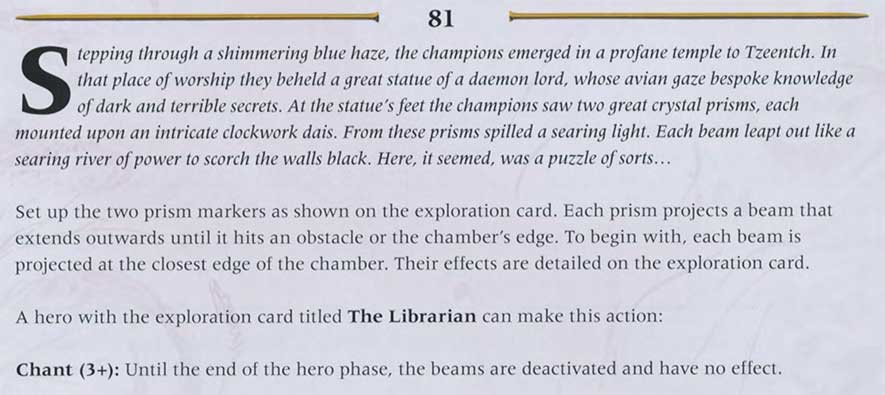 81
Stepping through a shimmering blue haze, the champions emerged in a profane temple to Tzeentch. In
that place of worship they beheld a great statue of a daemon lord, whose avian gaze bespoke knowledge
of dark and terrible secrets. At the statue's feet the champions saw two great crystal prisms, each
mounted upon an intricate clockwork dais. From these prisms spilled a searing light. Each beam leapt out like a
searing river of power to scorch the walls black. Here, it seemed, was a puzzle of sorts…
Set up the two prism markers as shown on the exploration card. Each prism projects a beam that
extends outwards until it hits an obstacle or the chamber's edge. To begin with, each beam is
projected at the closest edge of the chamber. Their effects are detailed on the exploration card.
A hero with the exploration card titled The Librarian can make this action:
Chant (3+): Until the end of the hero phase, the beams are deactivated and have no effect.